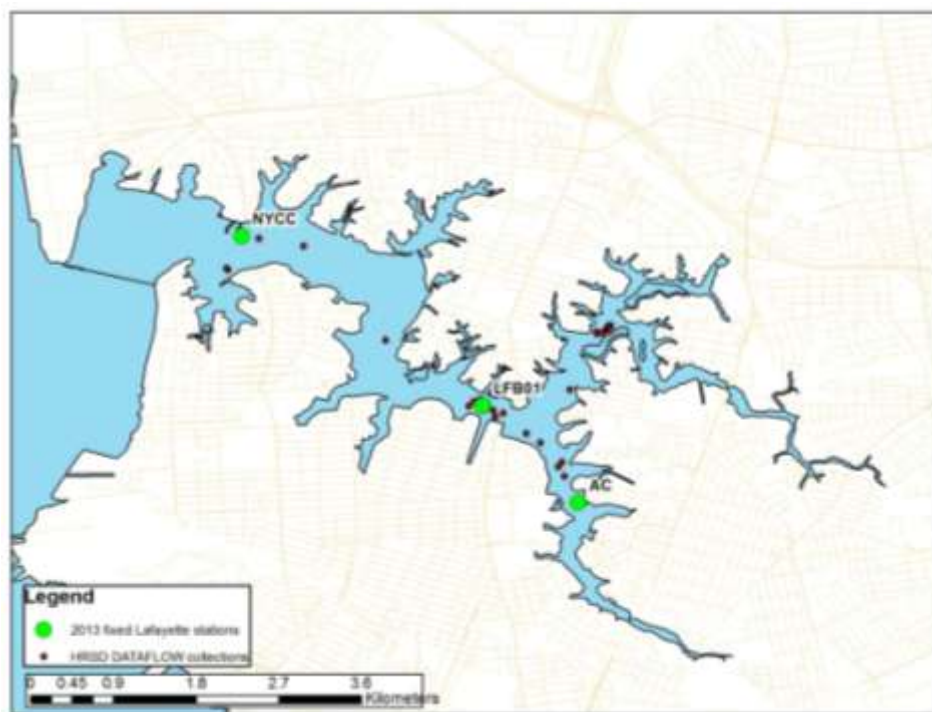 NYCC
LFB01
AC
Legend
2013 fixed Lafayette stations
HRSD DATAFLOW collections
0 0.45 0.9 1.8 2.7 3.6
Kilometers